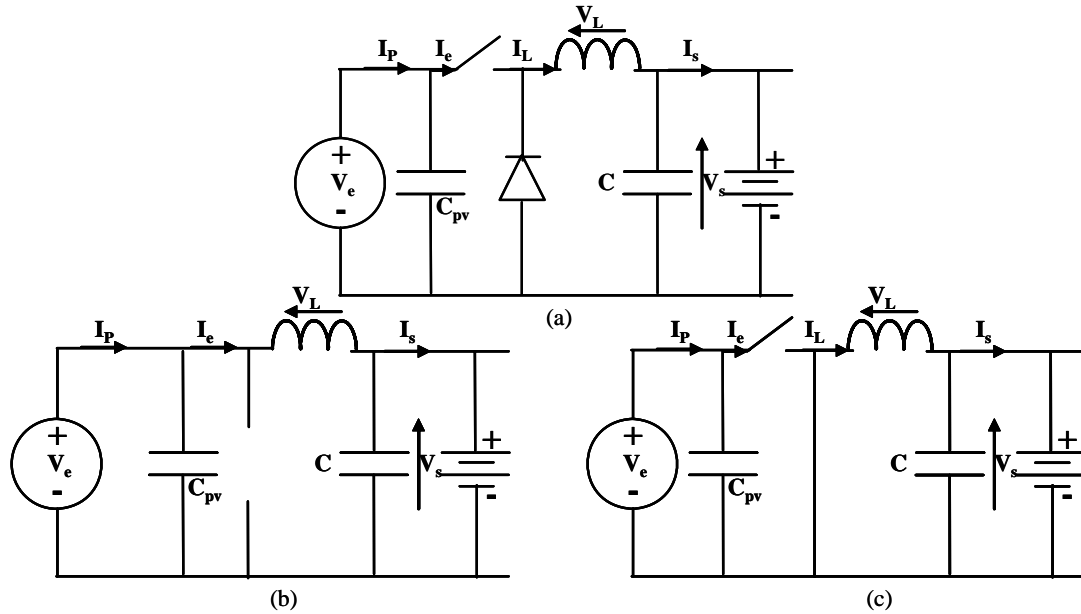 V_L
I_P I_e I_L I_s
+ V_e -
C_pv
C
V_s
+
-
(a)
V_L
I_P I_e I_s
+ V_e -
C_pv
C
V_s
+
-
(b)
V_L
I_P I_e I_L I_s
+ V_e -
C_pv
C
V_s
+
-
(c)